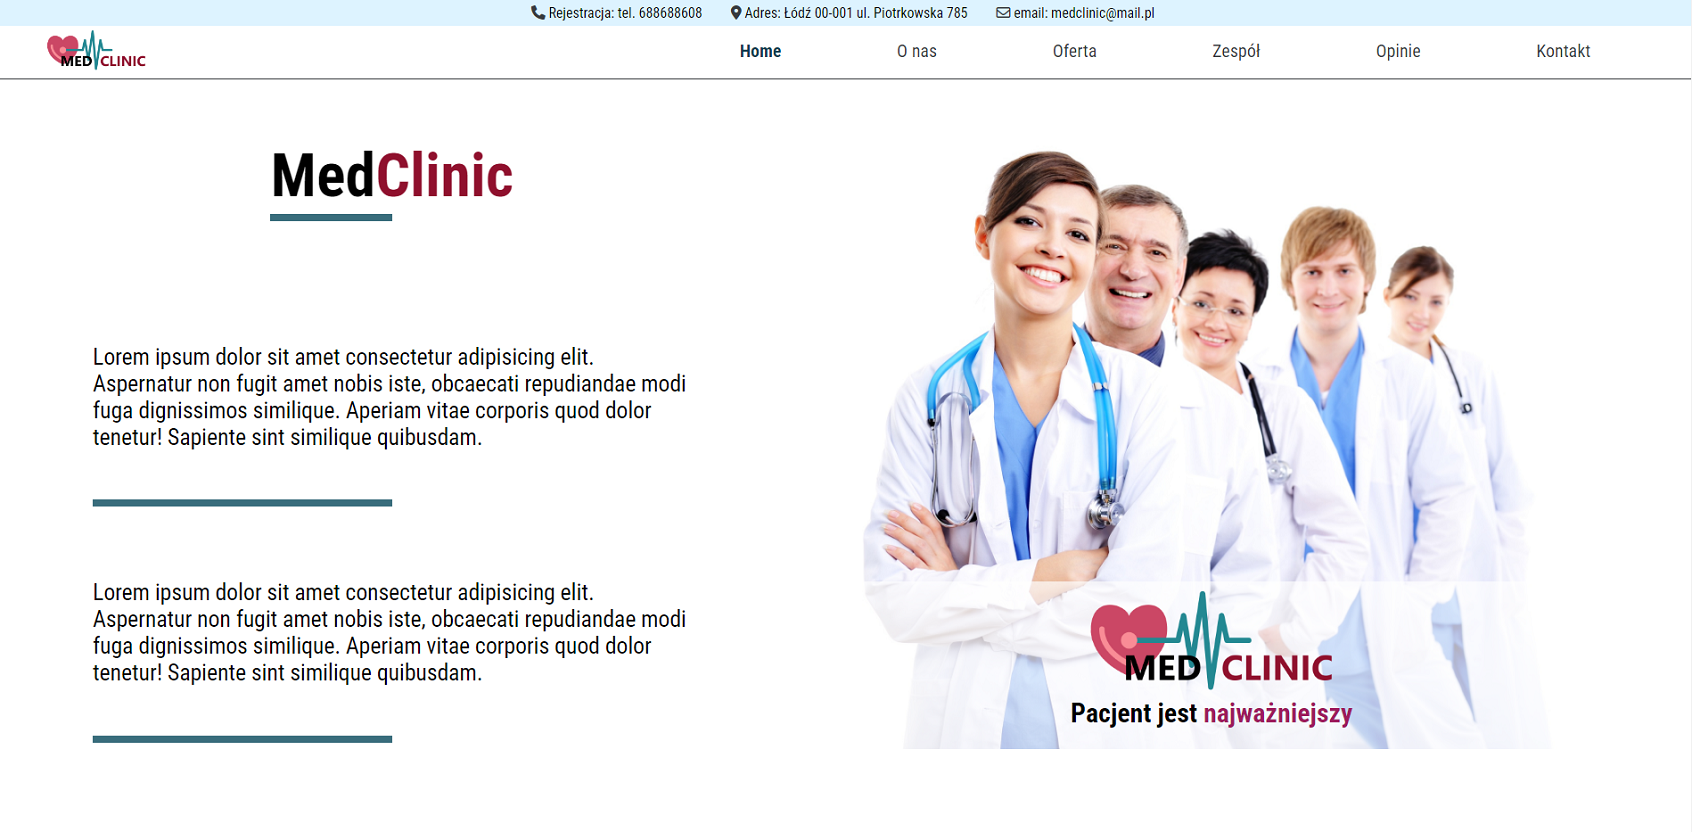 Rejestracja: tel. 688688608 Adres: Łódź 00-001 ul. Piotrkowska 785 email: medclinic@mail.pl
MED CLINIC Home O nas Oferta Zespół Opinie Kontakt
MedClinic
Lorem ipsum dolor sit amet consectetur adipisicing elit.
Aspernatur non fugit amet nobis iste, obcaecati repudiandae modi
fuga dignissimos similique. Aperiam vitae corporis quod dolor
tenetur! Sapiente sint similique quibusdam.
Lorem ipsum dolor sit amet consectetur adipisicing elit.
Aspernatur non fugit amet nobis iste, obcaecati repudiandae modi
fuga dignissimos similique. Aperiam vitae corporis quod dolor
tenetur! Sapiente sint similique quibusdam.
MED CLINIC
Pacjent jest najważniejszy